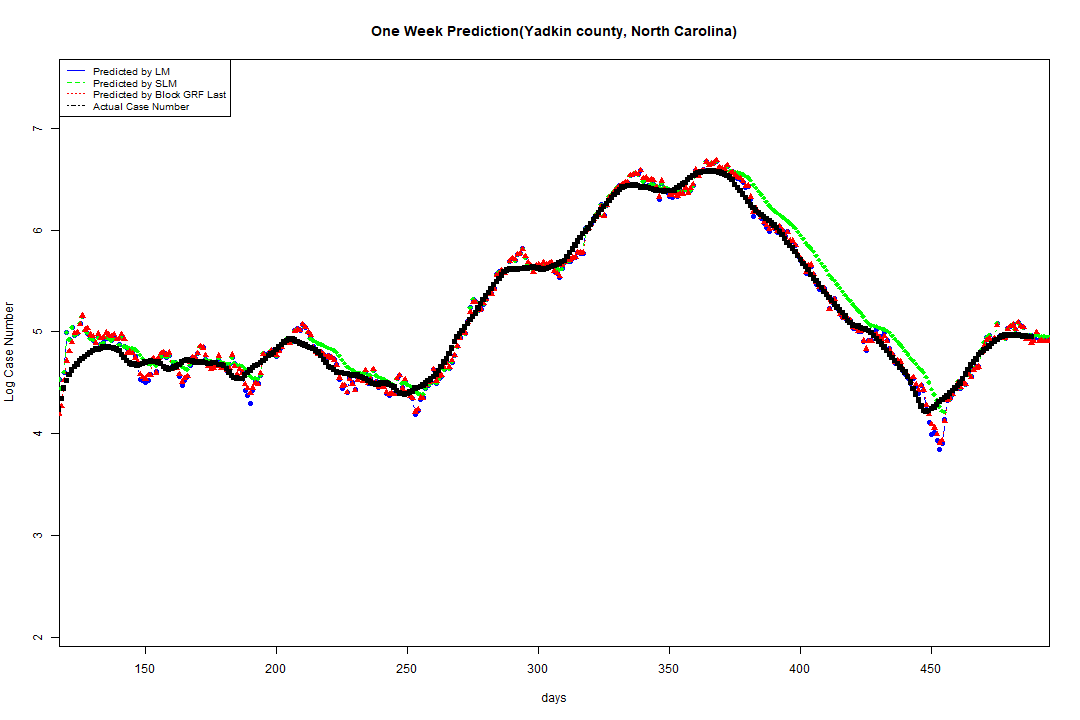 One Week Prediction(Yadkin county, North Carolina)
Predicted by LM
Predicted by SLM
Predicted by Block GRF Last
Actual Case Number
Log Case Number
7
6
5
4
3
2
150 200 250 300 350 400 450
days